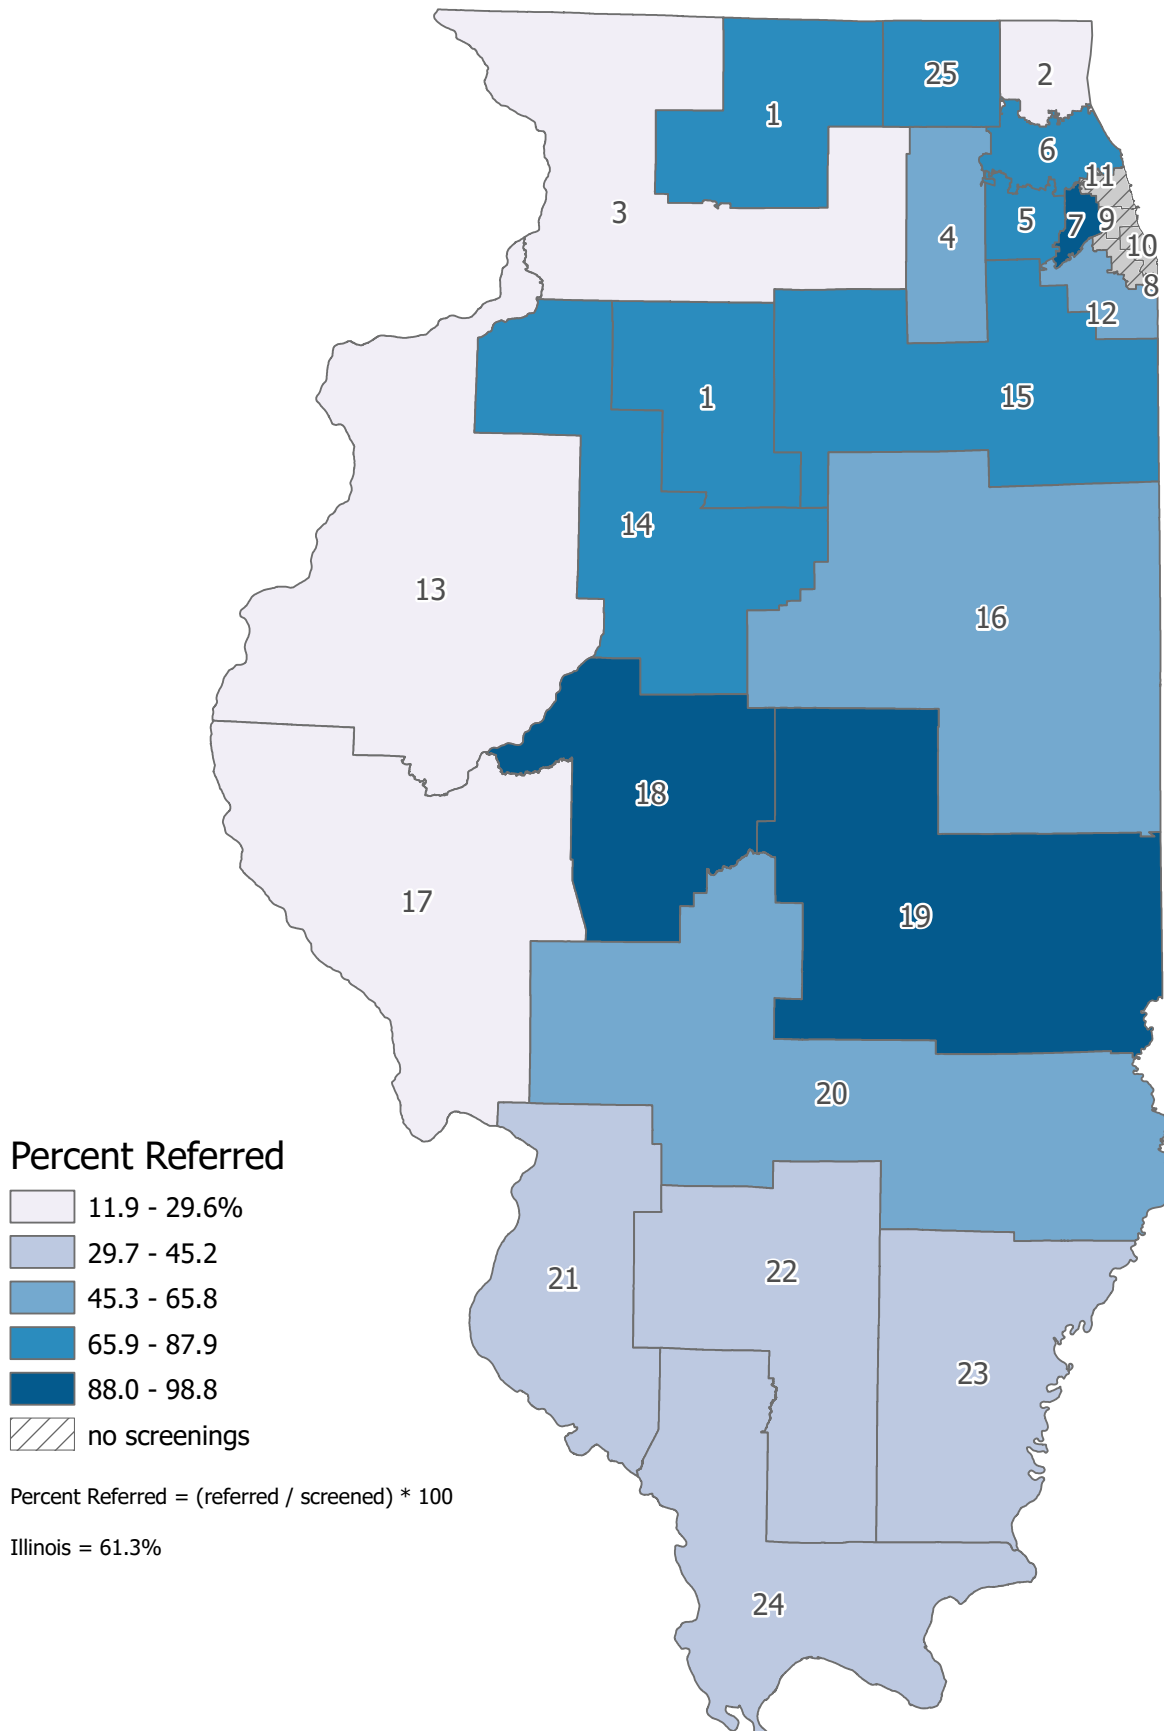 25
2
1
6
11
3
7
9
5
4
10
8
12
15
1
14
13
16
18
17
19
20
Percent Referred
11.9 - 29.6%
29.7 - 45.2
45.3 - 65.8
65.9 - 87.9
88.0 - 98.8
no screenings
Percent Referred = (referred / screened) * 100
Illinois = 61.3%
22
21
23
24